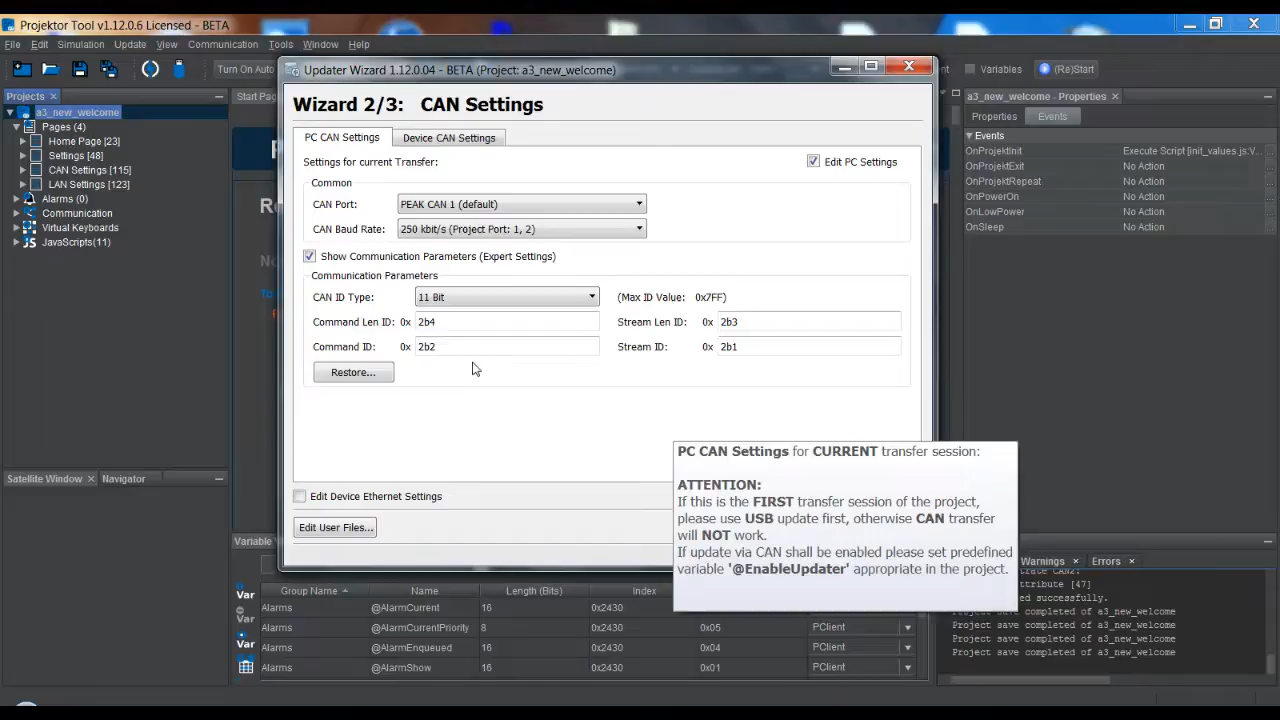 Projektor Tool v1.12.0.6 Licensed - BETA
File Edit Simulation Update View Communication Tools Window Help
Turn On Auto
Variables (Re)Start
Projects
a3_new_welcome
Pages (4)
Home Page [23]
Settings [48]
CAN Settings [115]
LAN Settings [123]
Alarms (0)
Communication
Virtual Keyboards
JavaScripts(11)
Satellite Window Navigator
Start Pag
Updater Wizard 1.12.0.04 - BETA (Project: a3_new_welcome)
Wizard 2/3: CAN Settings
PC CAN Settings Device CAN Settings
Settings for current Transfer: Edit PC Settings
Common
CAN Port: PEAK CAN 1 (default)
CAN Baud Rate: 250 kbit/s (Project Port: 1, 2)
Show Communication Parameters (Expert Settings)
Communication Parameters
CAN ID Type: 11 Bit (Max ID Value: 0x7FF)
Command Len ID: 0x 2b4 Stream Len ID: 0x 2b3
Command ID: 0x 2b2 Stream ID: 0x 2b1
Restore...
Edit Device Ethernet Settings
Edit User Files...
PC CAN Settings for CURRENT transfer session:
ATTENTION:
If this is the FIRST transfer session of the project,
please use USB update first, otherwise CAN transfer
will NOT work.
If update via CAN shall be enabled please set predefined
variable '@EnableUpdater' appropriate in the project.
a3_new_welcome - Properties
Properties Events
Events
OnProjektInit Execute Script [init_values.js:V...
OnProjektExit No Action
OnProjektRepeat No Action
OnPowerOn No Action
OnLowPower No Action
OnSleep No Action
Variable
Group Name Name Length (Bits) Index
Var Alarms @AlarmCurrent 16 0x2430
Var Alarms @AlarmCurrentPriority 8 0x2430 0x05 PClient
Var Alarms @AlarmEnqueued 16 0x2430 0x04 PClient
Alarms @AlarmShow 16 0x2430 0x01 PClient
Warnings Errors
CAN2:
ttribute [47]
ed successfully.
Project save completed of a3_new_welcome
Project save completed of a3_new_welcome
Project save completed of a3_new_welcome
Project save completed of a3_new_welcome